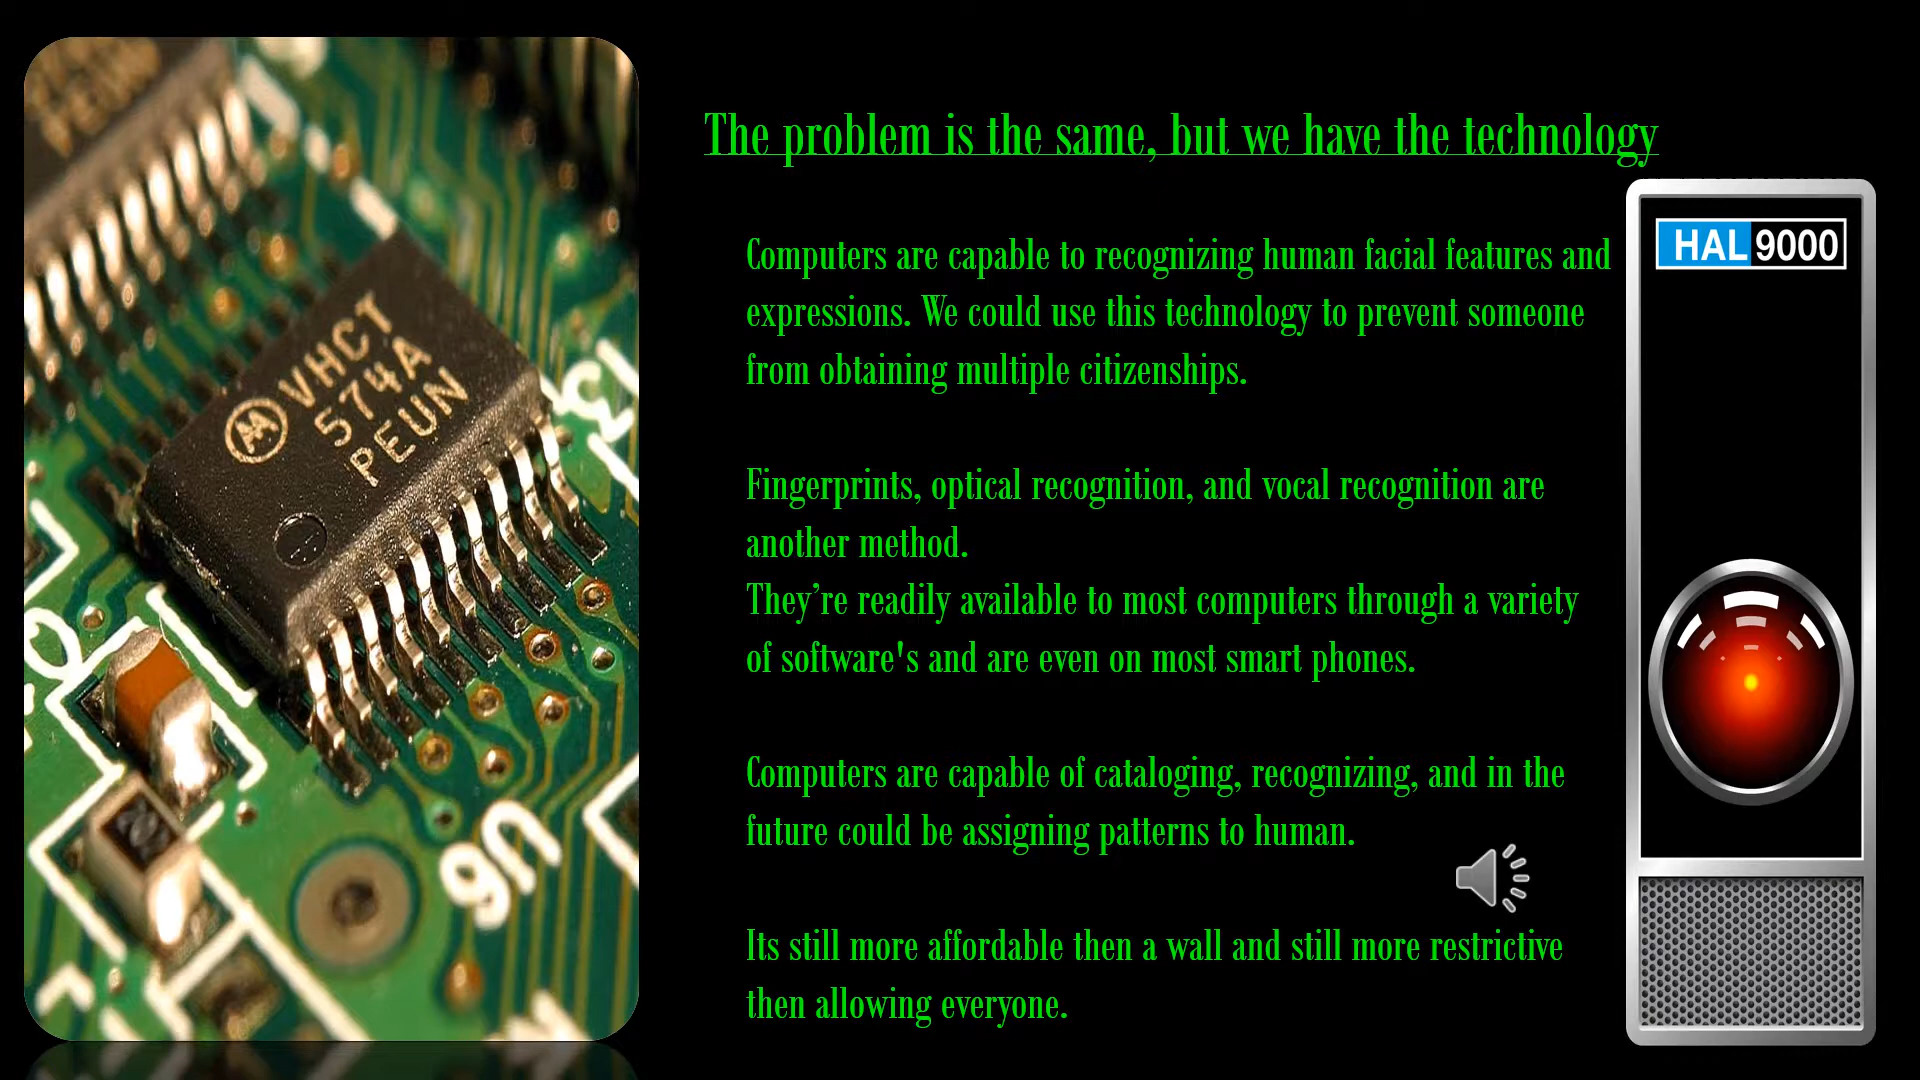 VHCT
574A
PEUN
U6
The problem is the same, but we have the technology
HAL 9000
Computers are capable to recognizing human facial features and
expressions. We could use this technology to prevent someone
from obtaining multiple citizenships.
Fingerprints, optical recognition, and vocal recognition are
another method.
They’re readily available to most computers through a variety
of software's and are even on most smart phones.
Computers are capable of cataloging, recognizing, and in the
future could be assigning patterns to human.
Its still more affordable then a wall and still more restrictive
then allowing everyone.